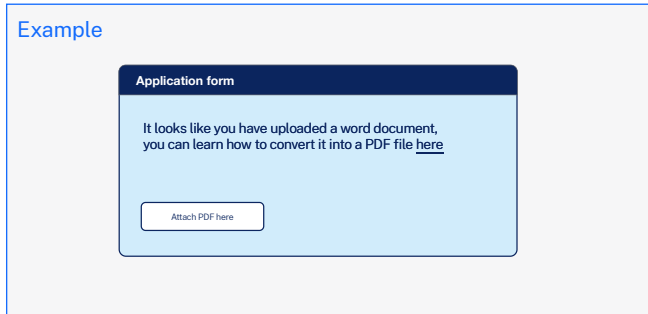 Example
Application form
It looks like you have uploaded a word document,
you can learn how to convert it into a PDF file here
Attach PDF here